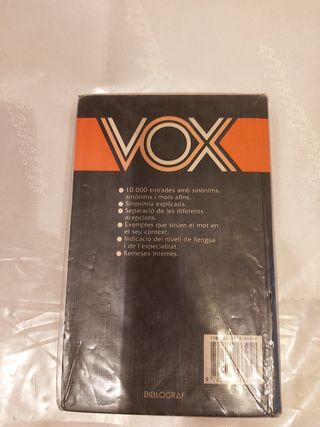 VOX
● 10.000 entrades amb sinònims,
antònims i mots afins.
● Sinonímia explicada.
● Separació de les diferents
accepcions.
● Exemples que situen el mot en
el seu context.
● Indicació del nivell de llengua
i de l'especialitat.
● Remeses internes.
BIBLOGRAF